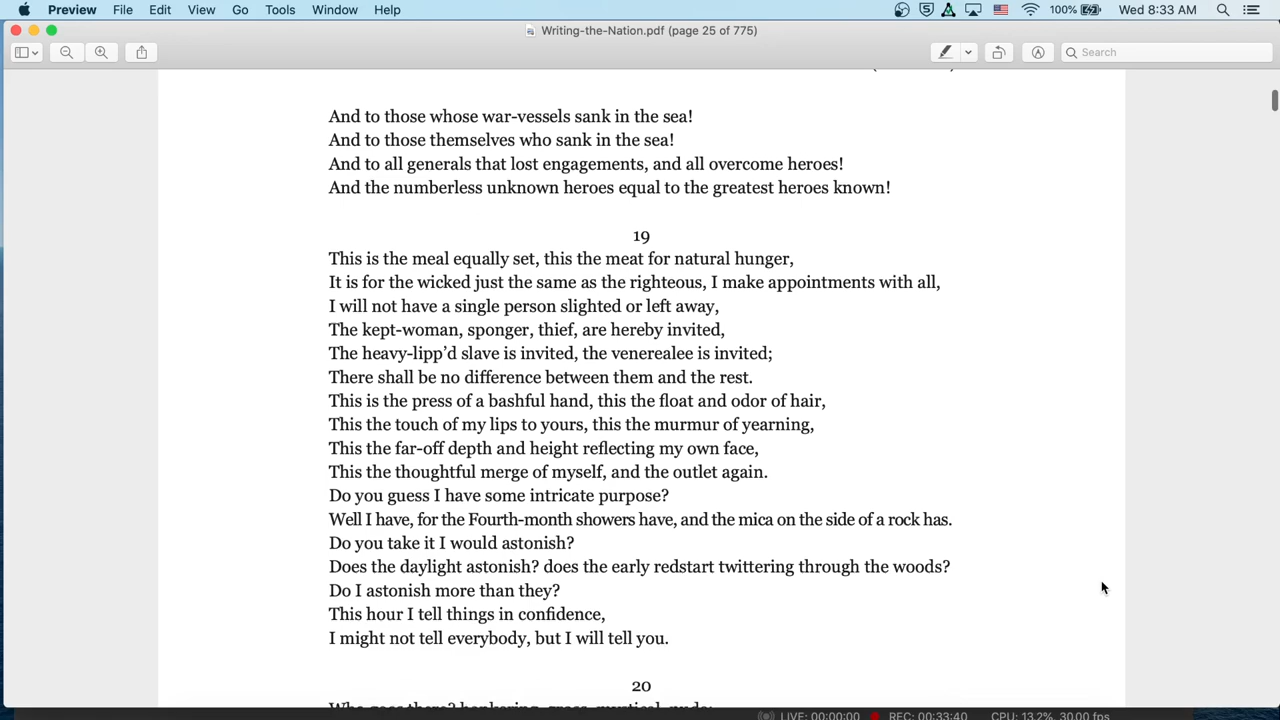 Preview File Edit View Go Tools Window Help 100% Wed 8:33 AM
Writing-the-Nation.pdf (page 25 of 775)
Search
And to those whose war-vessels sank in the sea!
And to those themselves who sank in the sea!
And to all generals that lost engagements, and all overcome heroes!
And the numberless unknown heroes equal to the greatest heroes known!
19
This is the meal equally set, this the meat for natural hunger,
It is for the wicked just the same as the righteous, I make appointments with all,
I will not have a single person slighted or left away,
The kept-woman, sponger, thief, are hereby invited,
The heavy-lipp’d slave is invited, the venerealee is invited;
There shall be no difference between them and the rest.
This is the press of a bashful hand, this the float and odor of hair,
This the touch of my lips to yours, this the murmur of yearning,
This the far-off depth and height reflecting my own face,
This the thoughtful merge of myself, and the outlet again.
Do you guess I have some intricate purpose?
Well I have, for the Fourth-month showers have, and the mica on the side of a rock has.
Do you take it I would astonish?
Does the daylight astonish? does the early redstart twittering through the woods?
Do I astonish more than they?
This hour I tell things in confidence,
I might not tell everybody, but I will tell you.
20
Who goes there? hankering, gross, mystical, nude;
LIVE: 00:00:00 REC: 00:33:40 CPU: 13.2%, 30.00 fps